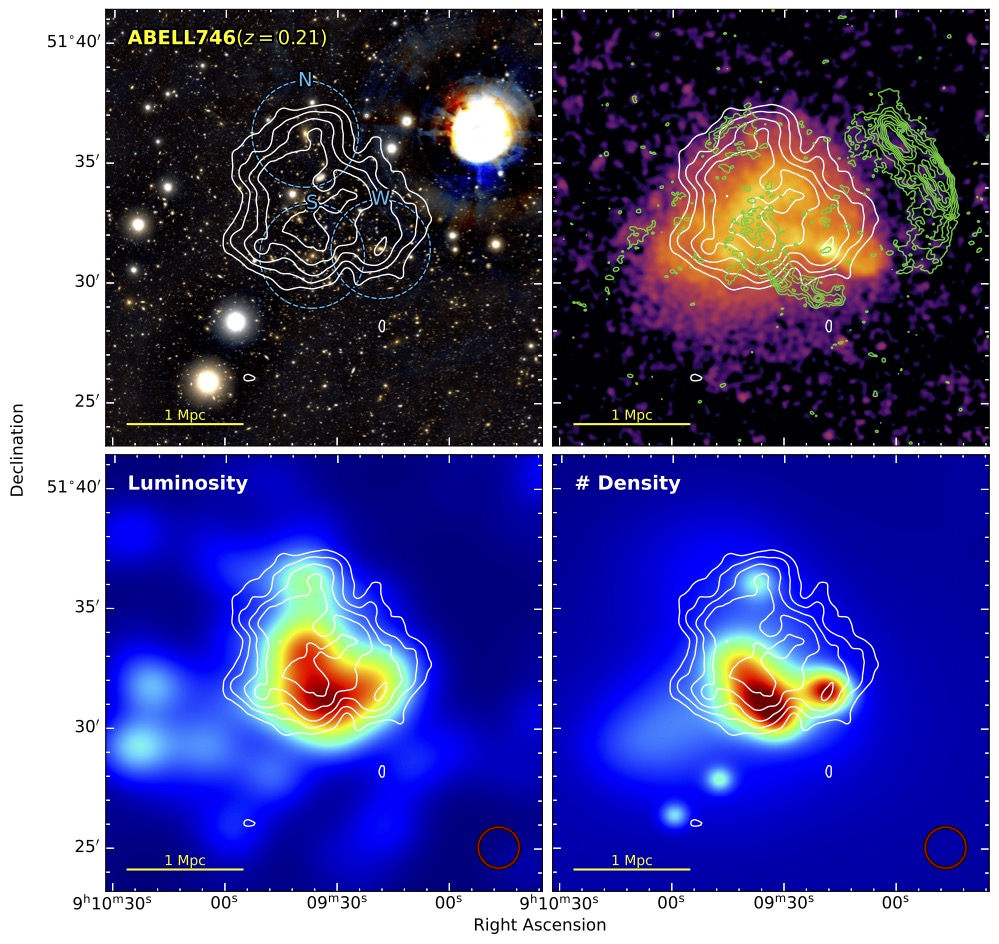 ABELL746(z = 0.21)
N
S
W
1 Mpc
1 Mpc
51°40′
35′
30′
25′
Declination
Luminosity
# Density
1 Mpc
1 Mpc
51°40′
35′
30′
25′
9ʰ10ᵐ30ˢ 00ˢ 09ᵐ30ˢ 00ˢ 9ʰ10ᵐ30ˢ 00ˢ 09ᵐ30ˢ 00ˢ
Right Ascension